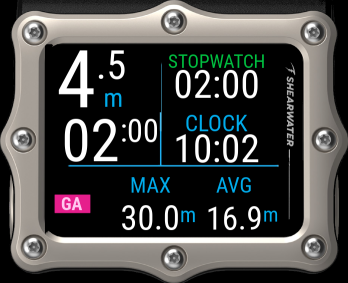 4.5 m
STOPWATCH
02:00
02:00
CLOCK
10:02
SHEARWATER
MAX AVG
GA
30.0m 16.9m